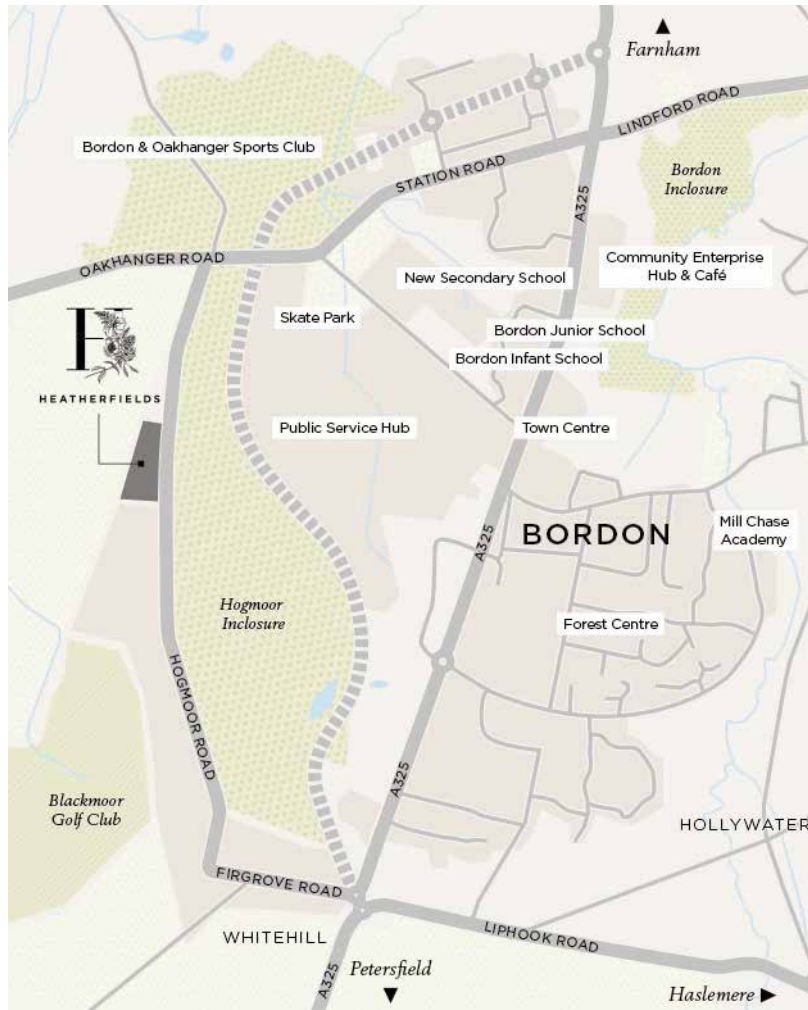 Farnham
LINDFORD ROAD
Bordon & Oakhanger Sports Club
Bordon
Inclosure
STATION ROAD
A325
OAKHANGER ROAD
Community Enterprise
Hub & Café
New Secondary School
Skate Park
Bordon Junior School
Bordon Infant School
H
HEATHERFIELDS
Public Service Hub
Town Centre
BORDON
Mill Chase
Academy
A325
Hogmoor
Inclosure
Forest Centre
HOGMOOR ROAD
A325
Blackmoor
Golf Club
HOLLYWATER
FIRGROVE ROAD
WHITEHILL
LIPHOOK ROAD
A325
Petersfield
Haslemere